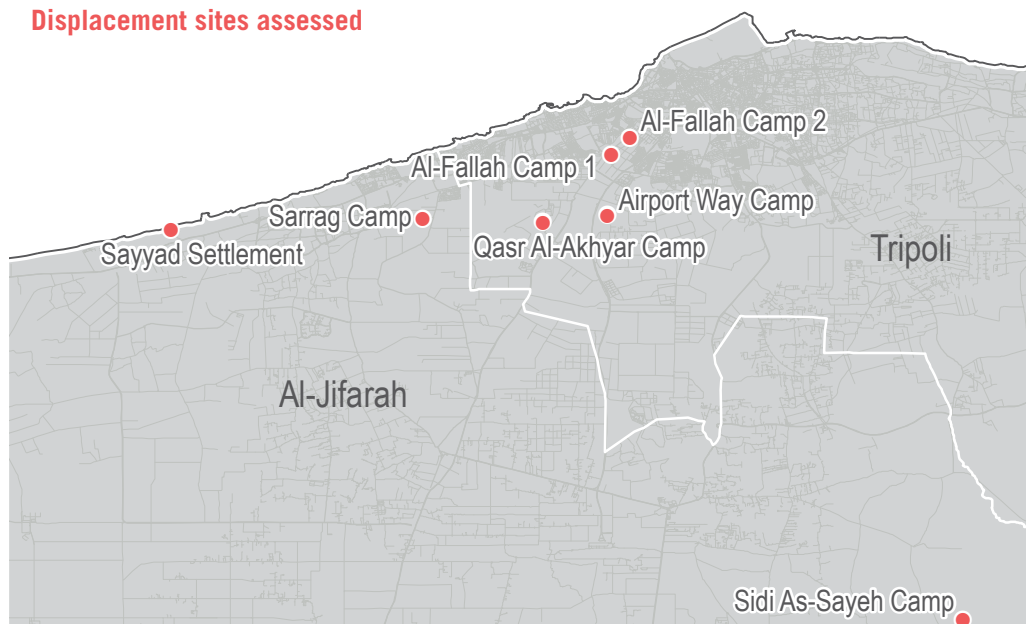 Displacement sites assessed
Al-Fallah Camp 2
Al-Fallah Camp 1
Airport Way Camp
Sarrag Camp
Qasr Al-Akhyar Camp
Tripoli
Sayyad Settlement
Al-Jifarah
Sidi As-Sayeh Camp